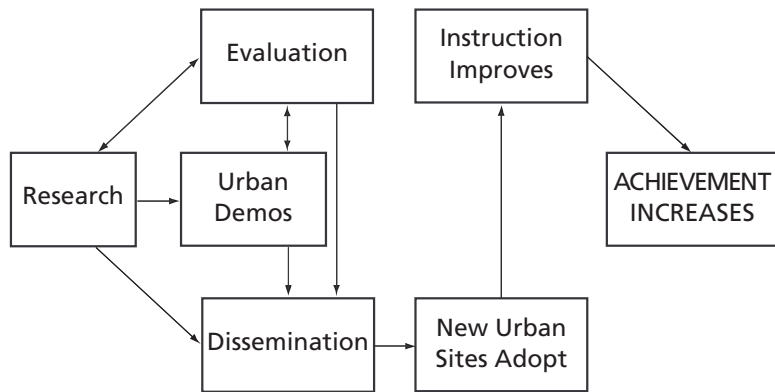 Evaluation
Instruction
Improves
Research
Urban
Demos
ACHIEVEMENT
INCREASES
Dissemination
New Urban
Sites Adopt